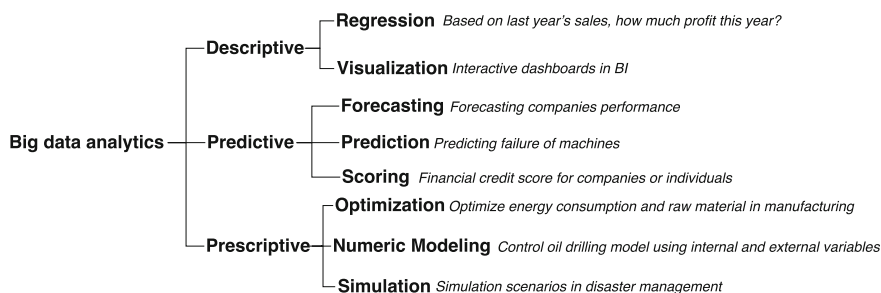 Regression Based on last year's sales, how much profit this year?
Descriptive
Visualization Interactive dashboards in BI
Forecasting Forecasting companies performance
Big data analytics Predictive Prediction Predicting failure of machines
Scoring Financial credit score for companies or individuals
Optimization Optimize energy consumption and raw material in manufacturing
Prescriptive Numeric Modeling Control oil drilling model using internal and external variables
Simulation Simulation scenarios in disaster management